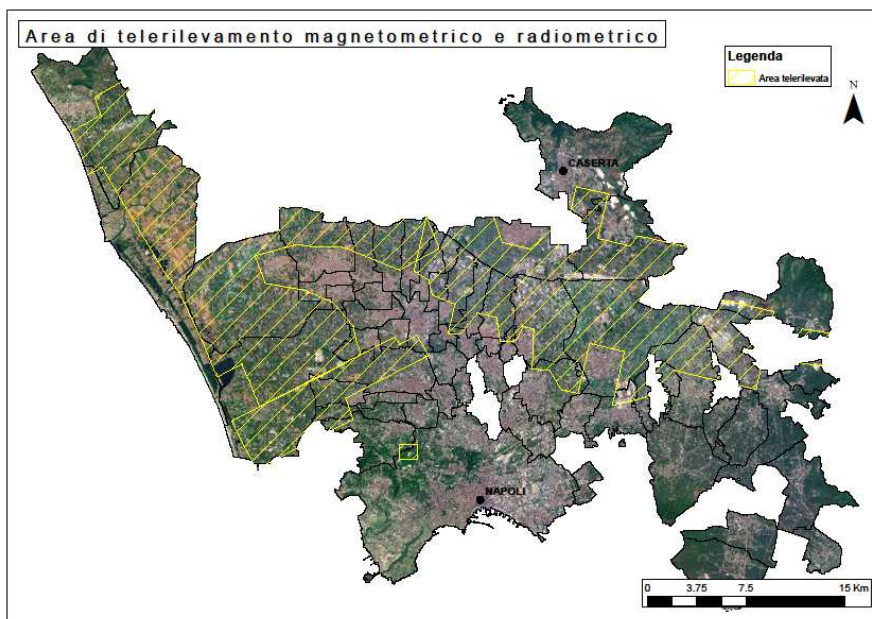 Area di telerilevamento magnetometrico e radiometrico
Legenda
Area telerilevata
N
CASERTA
NAPOLI
0 3.75 7.5 15 Km